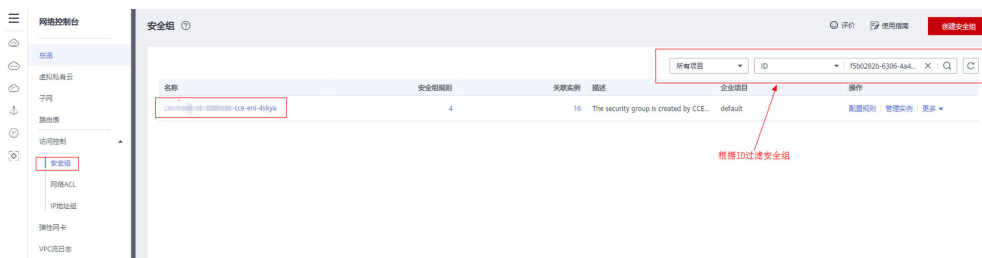 网络控制台
总览
虚拟私有云
子网
路由表
访问控制
安全组
网络ACL
IP地址组
弹性网卡
VPC流日志
安全组
评价 使用指南 创建安全组
所有项目 ID f5b0282b-6306-4a4...
名称 安全组规则 关联实例 描述 企业项目 操作
-cce-eni-4skya 4 16 The security group is created by CCE... default 配置规则 管理实例 更多
根据ID过滤安全组